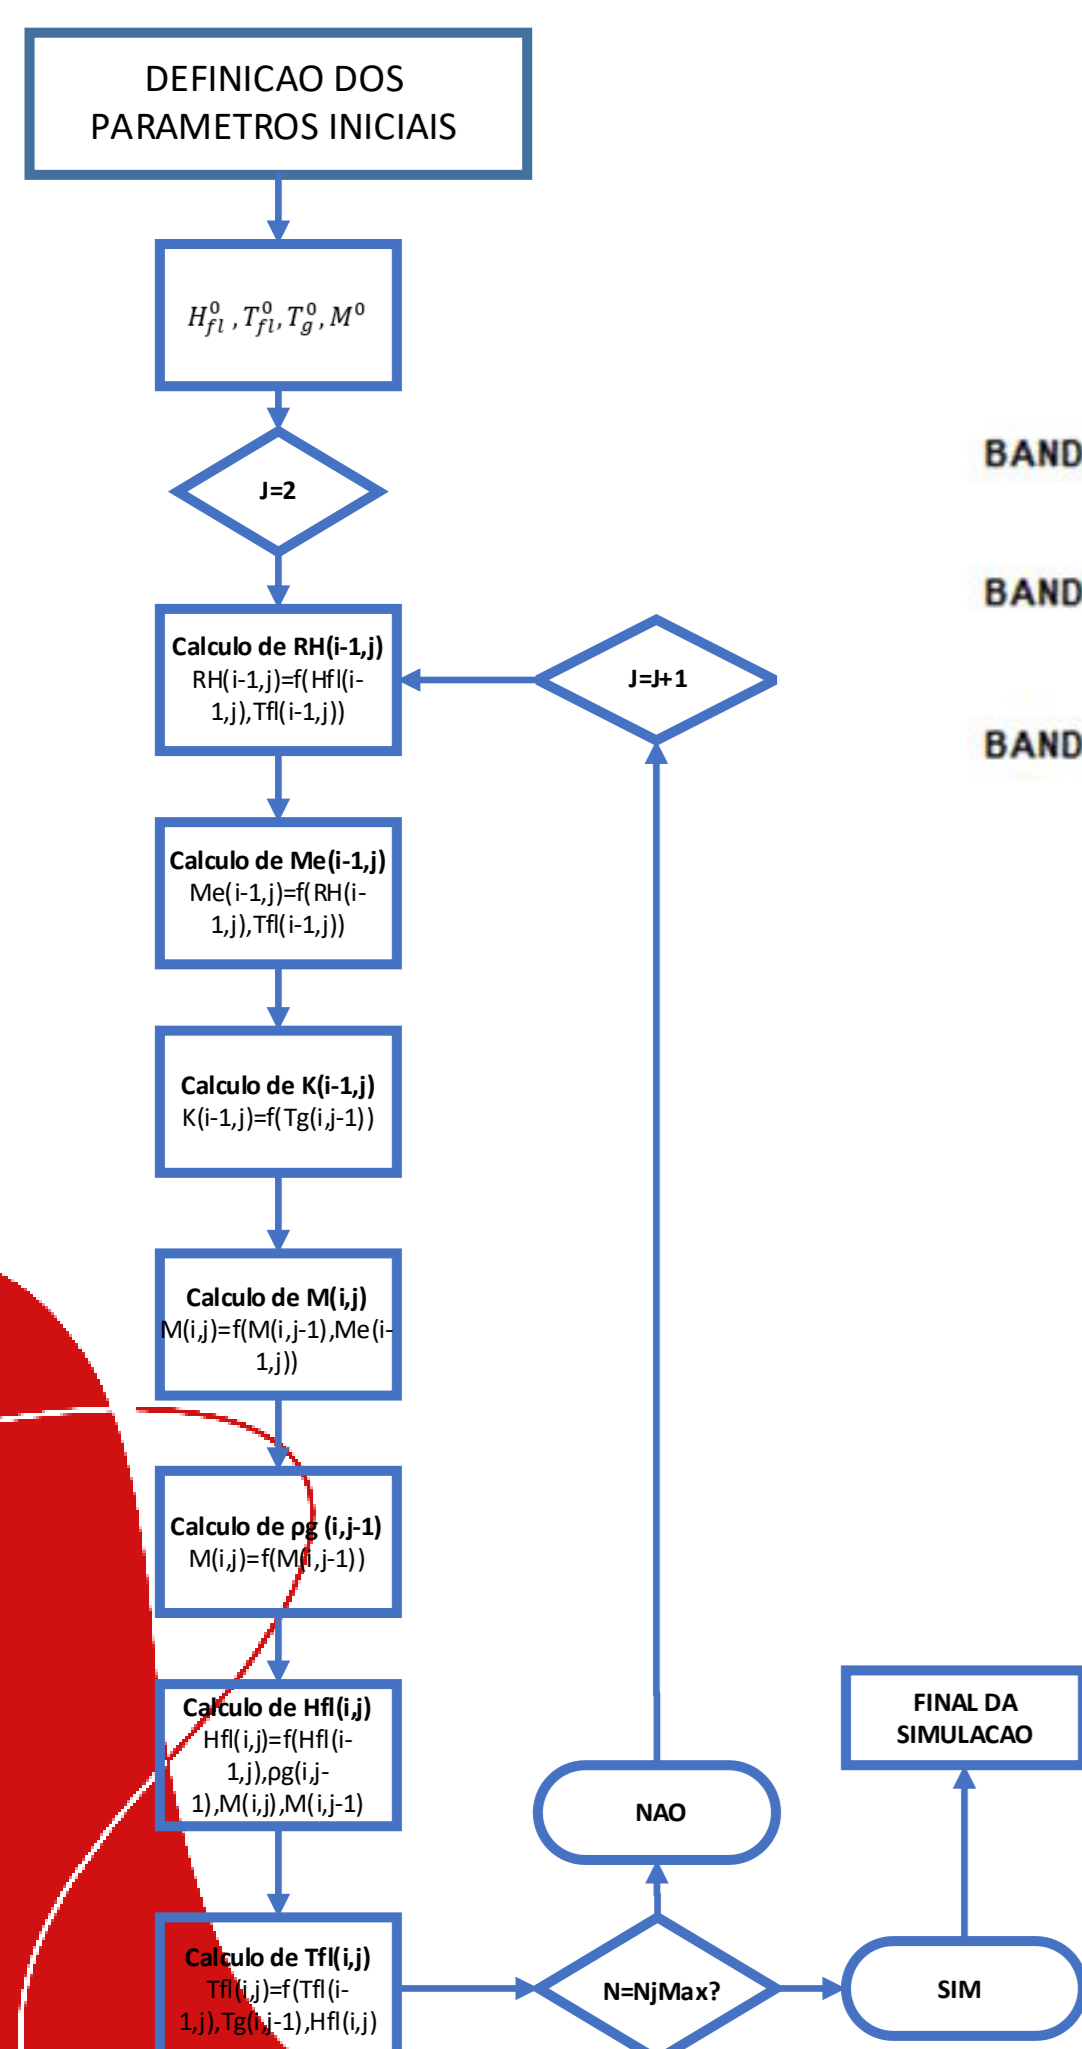 DEFINICAO DOS
PARAMETROS INICIAIS
H⁰fl , T⁰fl, T⁰g, M⁰
J=2
Calculo de RH(i-1,j)
RH(i-1,j)=f(Hfl(i-
1,j),Tfl(i-1,j))
J=J+1
Calculo de Me(i-1,j)
Me(i-1,j)=f(RH(i-
1,j),Tfl(i-1,j))
Calculo de K(i-1,j)
K(i-1,j)=f(Tg(i,j-1))
Calculo de M(i,j)
M(i,j)=f(M(i,j-1),Me(i-
1,j))
Calculo de ρg (i,j-1)
M(i,j)=f(M(i,j-1))
Calculo de Hfl(i,j)
Hfl(i,j)=f(Hfl(i-
1,j),ρg(i,j-
1),M(i,j),M(i,j-1)
Calculo de Tfl(i,j)
Tfl(i,j)=f(Tfl(i-
1,j),Tg(i,j-1),Hfl(i,j)
N=NjMax?
NAO
SIM
FINAL DA
SIMULACAO
BAND
BAND
BAND